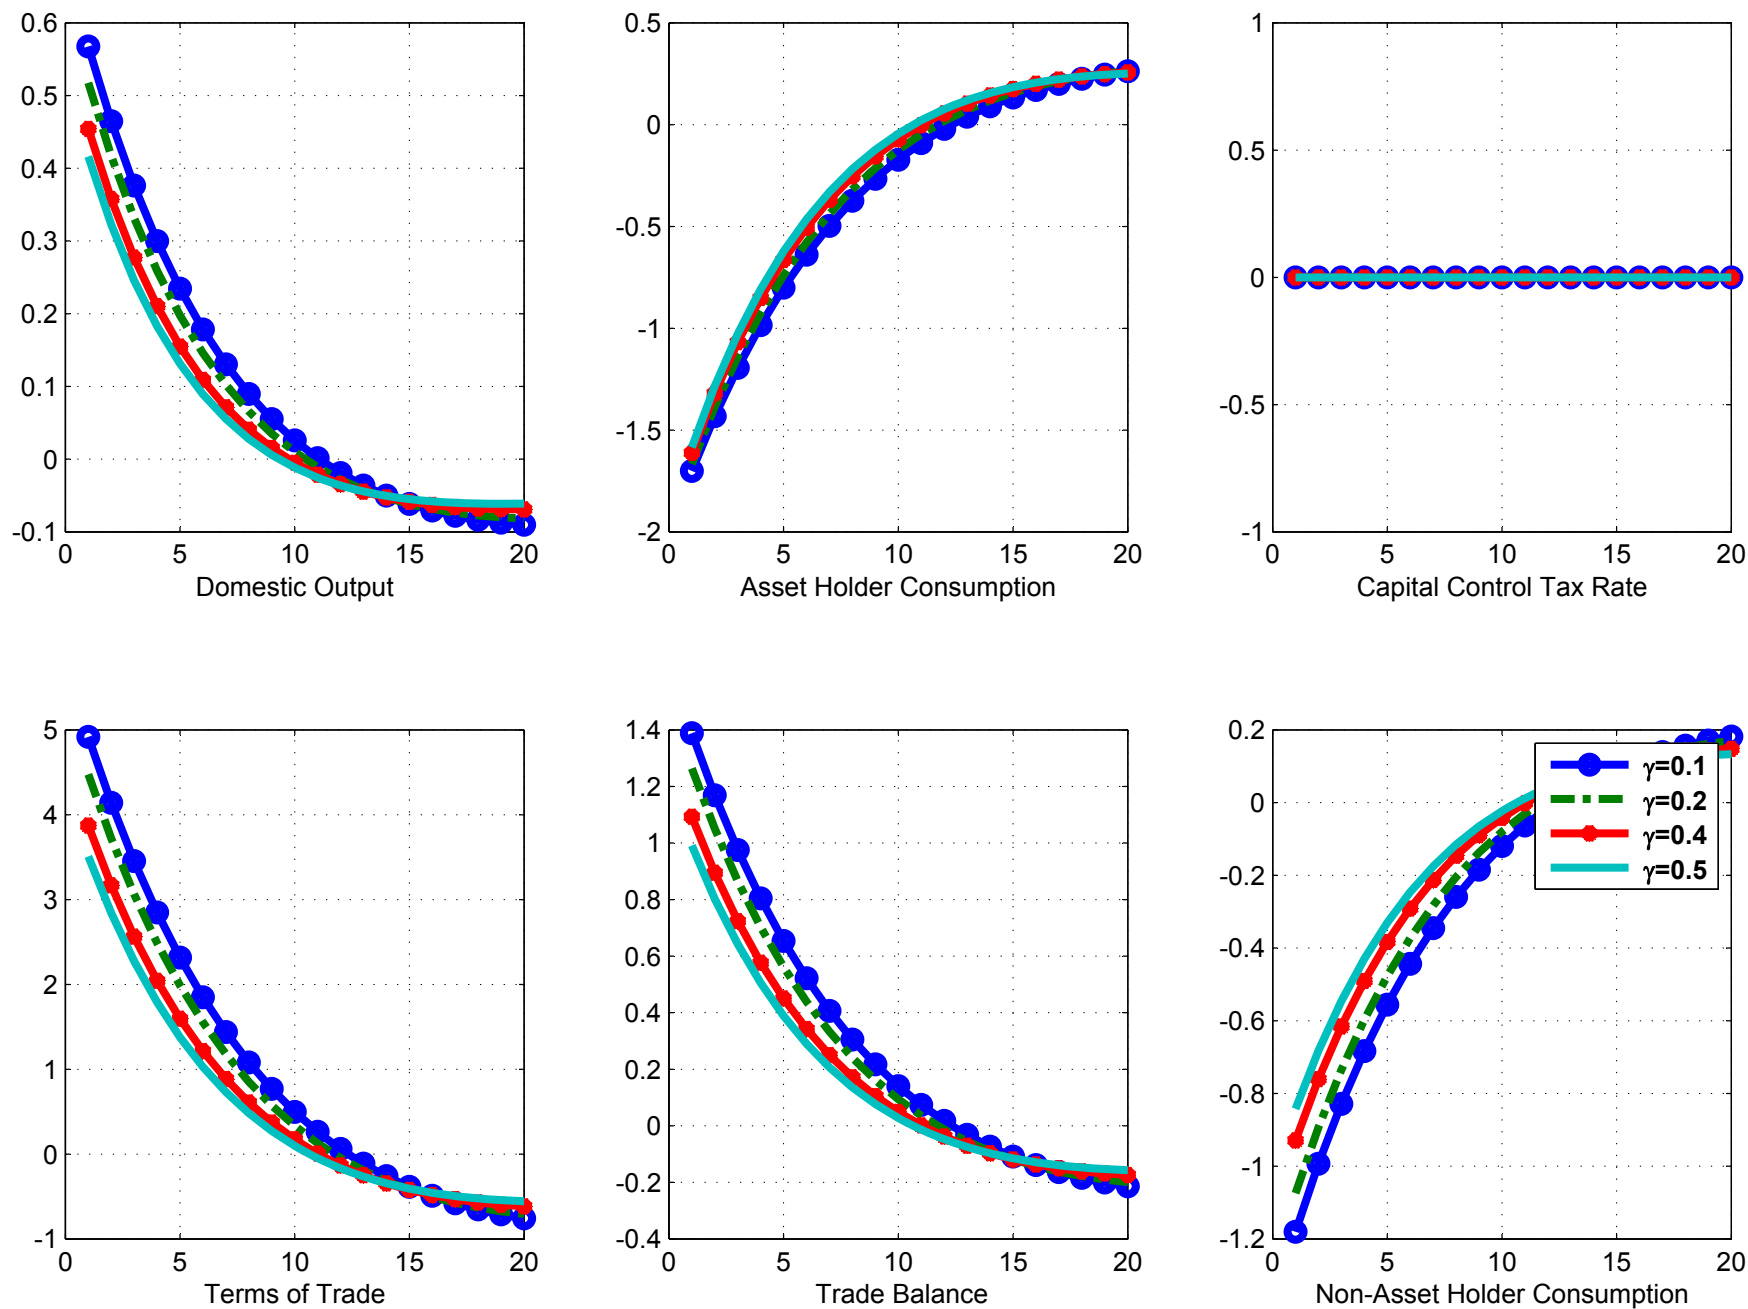 0.6
0.5
0.4
0.3
0.2
0.1
0
-0.1
0 5 10 15 20
Domestic Output
0.5
0
-0.5
-1
-1.5
-2
0 5 10 15 20
Asset Holder Consumption
1
0.5
0
-0.5
-1
0 5 10 15 20
Capital Control Tax Rate
5
4
3
2
1
0
-1
0 5 10 15 20
Terms of Trade
1.4
1.2
1
0.8
0.6
0.4
0.2
0
-0.2
-0.4
0 5 10 15 20
Trade Balance
0.2
0
-0.2
-0.4
-0.6
-0.8
-1
-1.2
0 5 10 15 20
Non-Asset Holder Consumption
γ=0.1
γ=0.2
γ=0.4
γ=0.5